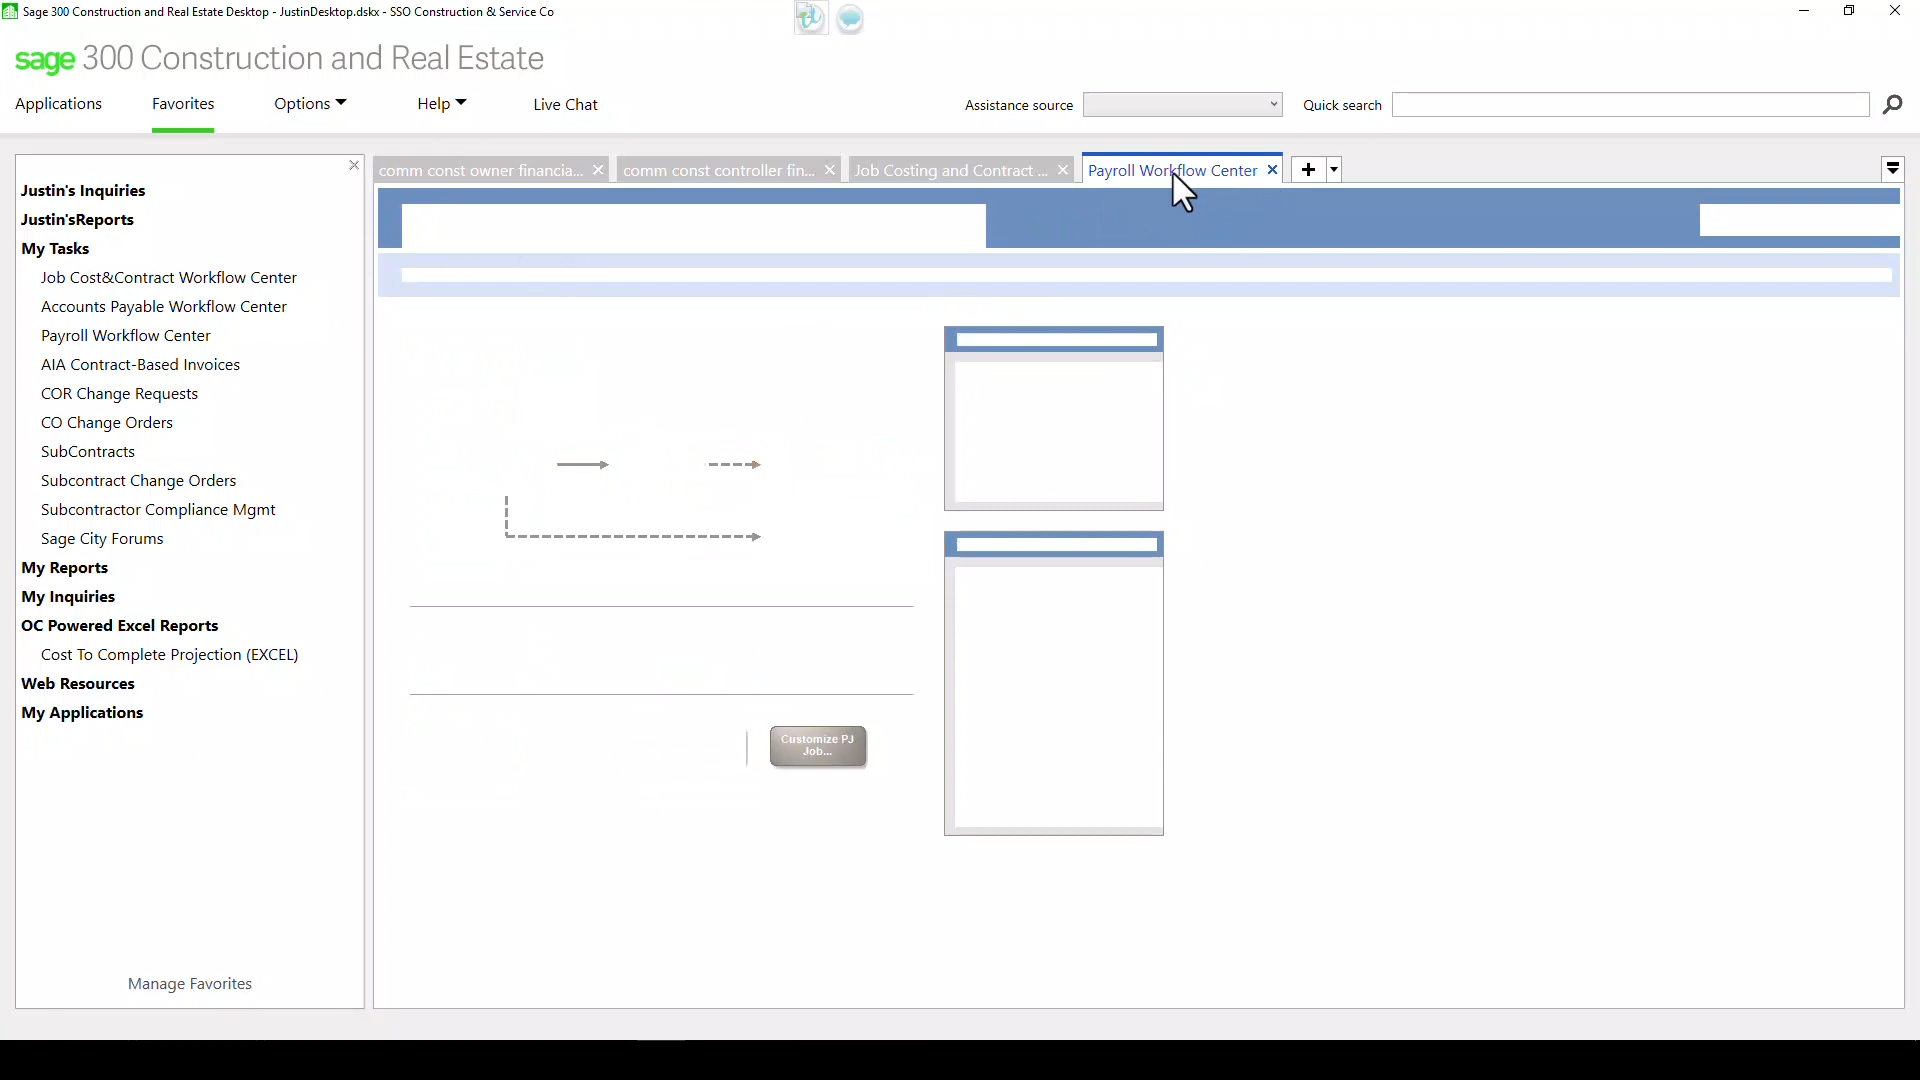 Sage 300 Construction and Real Estate Desktop - JustinDesktop.dskx - SSO Construction & Service Co
sage 300 Construction and Real Estate
Applications Favorites Options Help Live Chat Assistance source Quick search
comm const owner financia... comm const controller fin... Job Costing and Contract ... Payroll Workflow Center
Justin's Inquiries
Justin'sReports
My Tasks
Job Cost&Contract Workflow Center
Accounts Payable Workflow Center
Payroll Workflow Center
AIA Contract-Based Invoices
COR Change Requests
CO Change Orders
SubContracts
Subcontract Change Orders
Subcontractor Compliance Mgmt
Sage City Forums
My Reports
My Inquiries
OC Powered Excel Reports
Cost To Complete Projection (EXCEL)
Web Resources
My Applications
Manage Favorites
Customize PJ
Job...